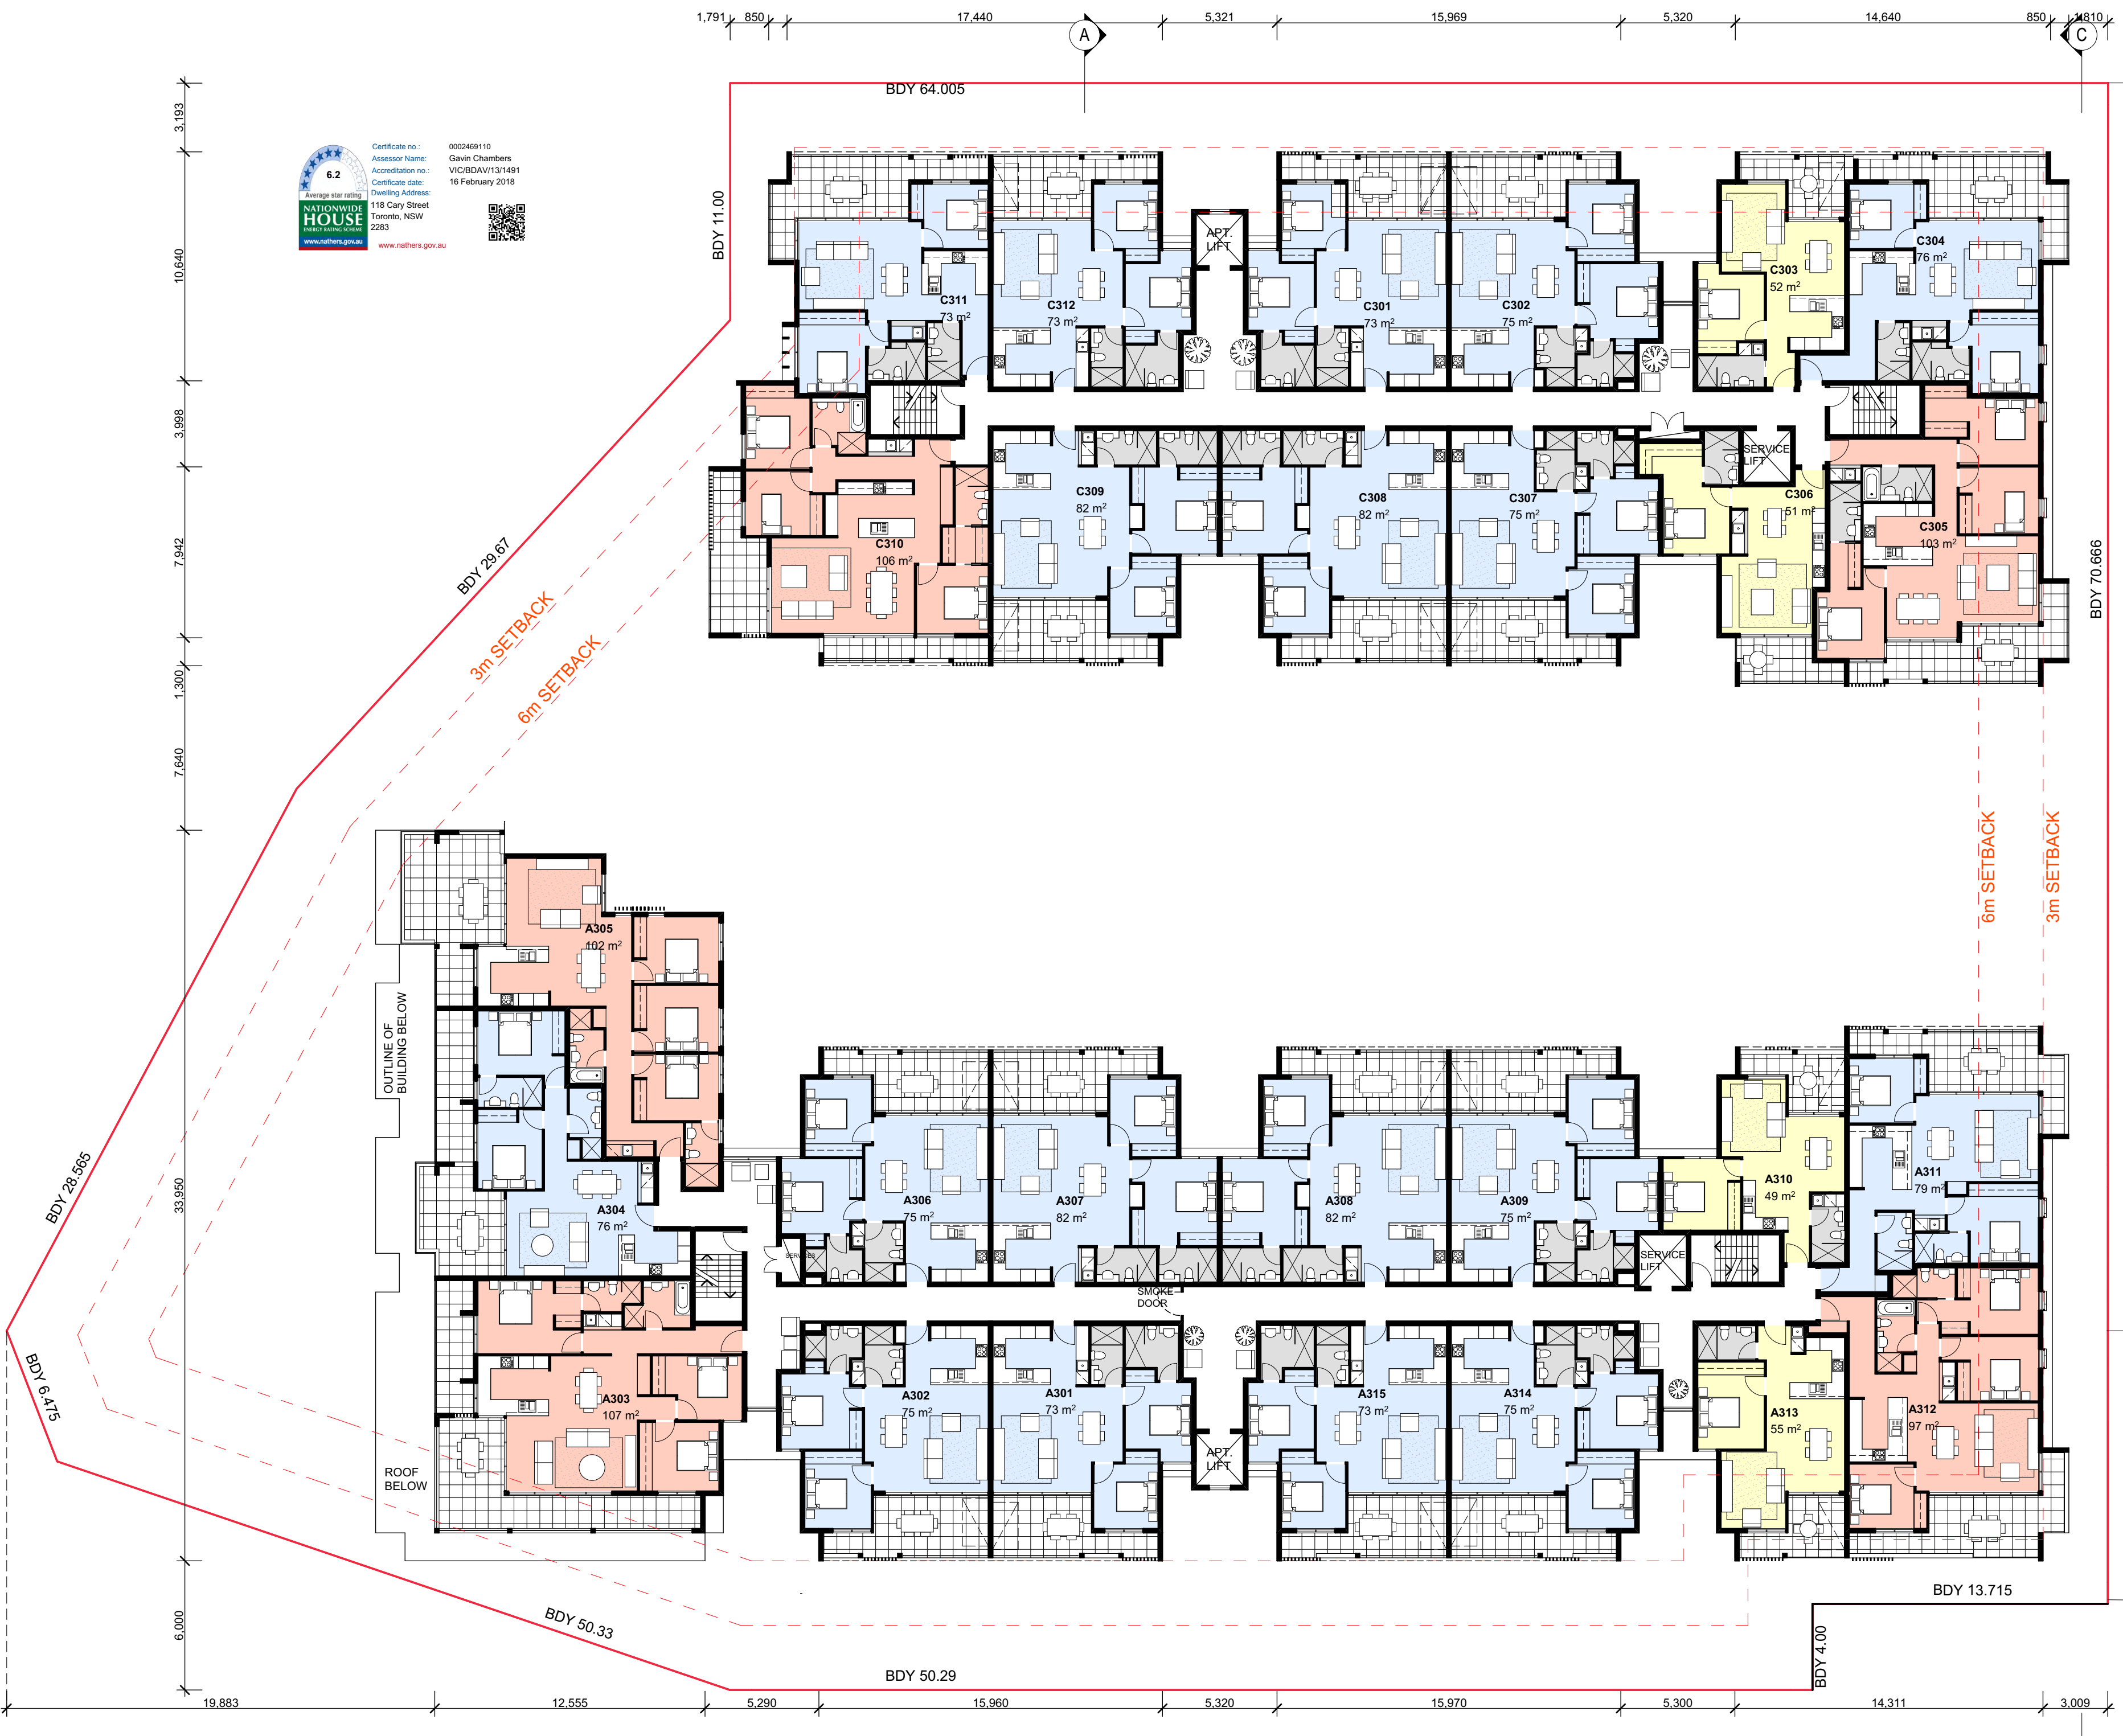 1,791 850 17,440 5,321 15,969 5,320 14,640 850 1,810
A
C
BDY 64.005
3,193
10,640
3,998
7,942
1,300
7,640
33,950
6,000
6.2
Average star rating
NATIONWIDE
HOUSE
ENERGY RATING SCHEME
www.nathers.gov.au
Certificate no.: 0002469110
Assessor Name: Gavin Chambers
Accreditation no.: VIC/BDAV/13/1491
Certificate date: 16 February 2018
Dwelling Address:
118 Cary Street
Toronto, NSW
2283
www.nathers.gov.au
BDY 11.00
BDY 29.67
3m SETBACK
6m SETBACK
APT.
LIFT
C311
73 m²
C312
73 m²
C301
73 m²
C302
75 m²
C303
52 m²
C304
76 m²
C310
106 m²
C309
82 m²
C308
82 m²
C307
75 m²
SERVICE
LIFT
C306
51 m²
C305
103 m²
BDY 70.666
6m SETBACK
3m SETBACK
A305
102 m²
OUTLINE OF
BUILDING BELOW
A304
76 m²
SERVICES
A306
75 m²
A307
82 m²
A308
82 m²
A309
75 m²
A310
49 m²
A311
79 m²
SERVICE
LIFT
SMOKE
DOOR
BDY 28.565
BDY 6.475
A303
107 m²
A302
75 m²
A301
73 m²
APT.
LIFT
A315
73 m²
A314
75 m²
A313
55 m²
A312
97 m²
ROOF
BELOW
BDY 50.33
BDY 50.29
BDY 13.715
BDY 4.00
19,883 12,555 5,290 15,960 5,320 15,970 5,300 14,311 3,009